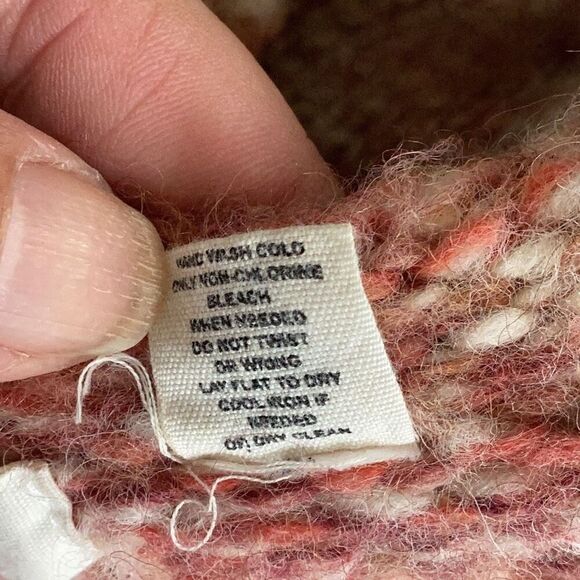 HAND WASH COLD
ONLY NON-CHLORINE
BLEACH
WHEN NEEDED
DO NOT TWIST
OR WRING
LAY FLAT TO DRY
COOL IRON IF
NEEDED
OR, DRY CLEAN